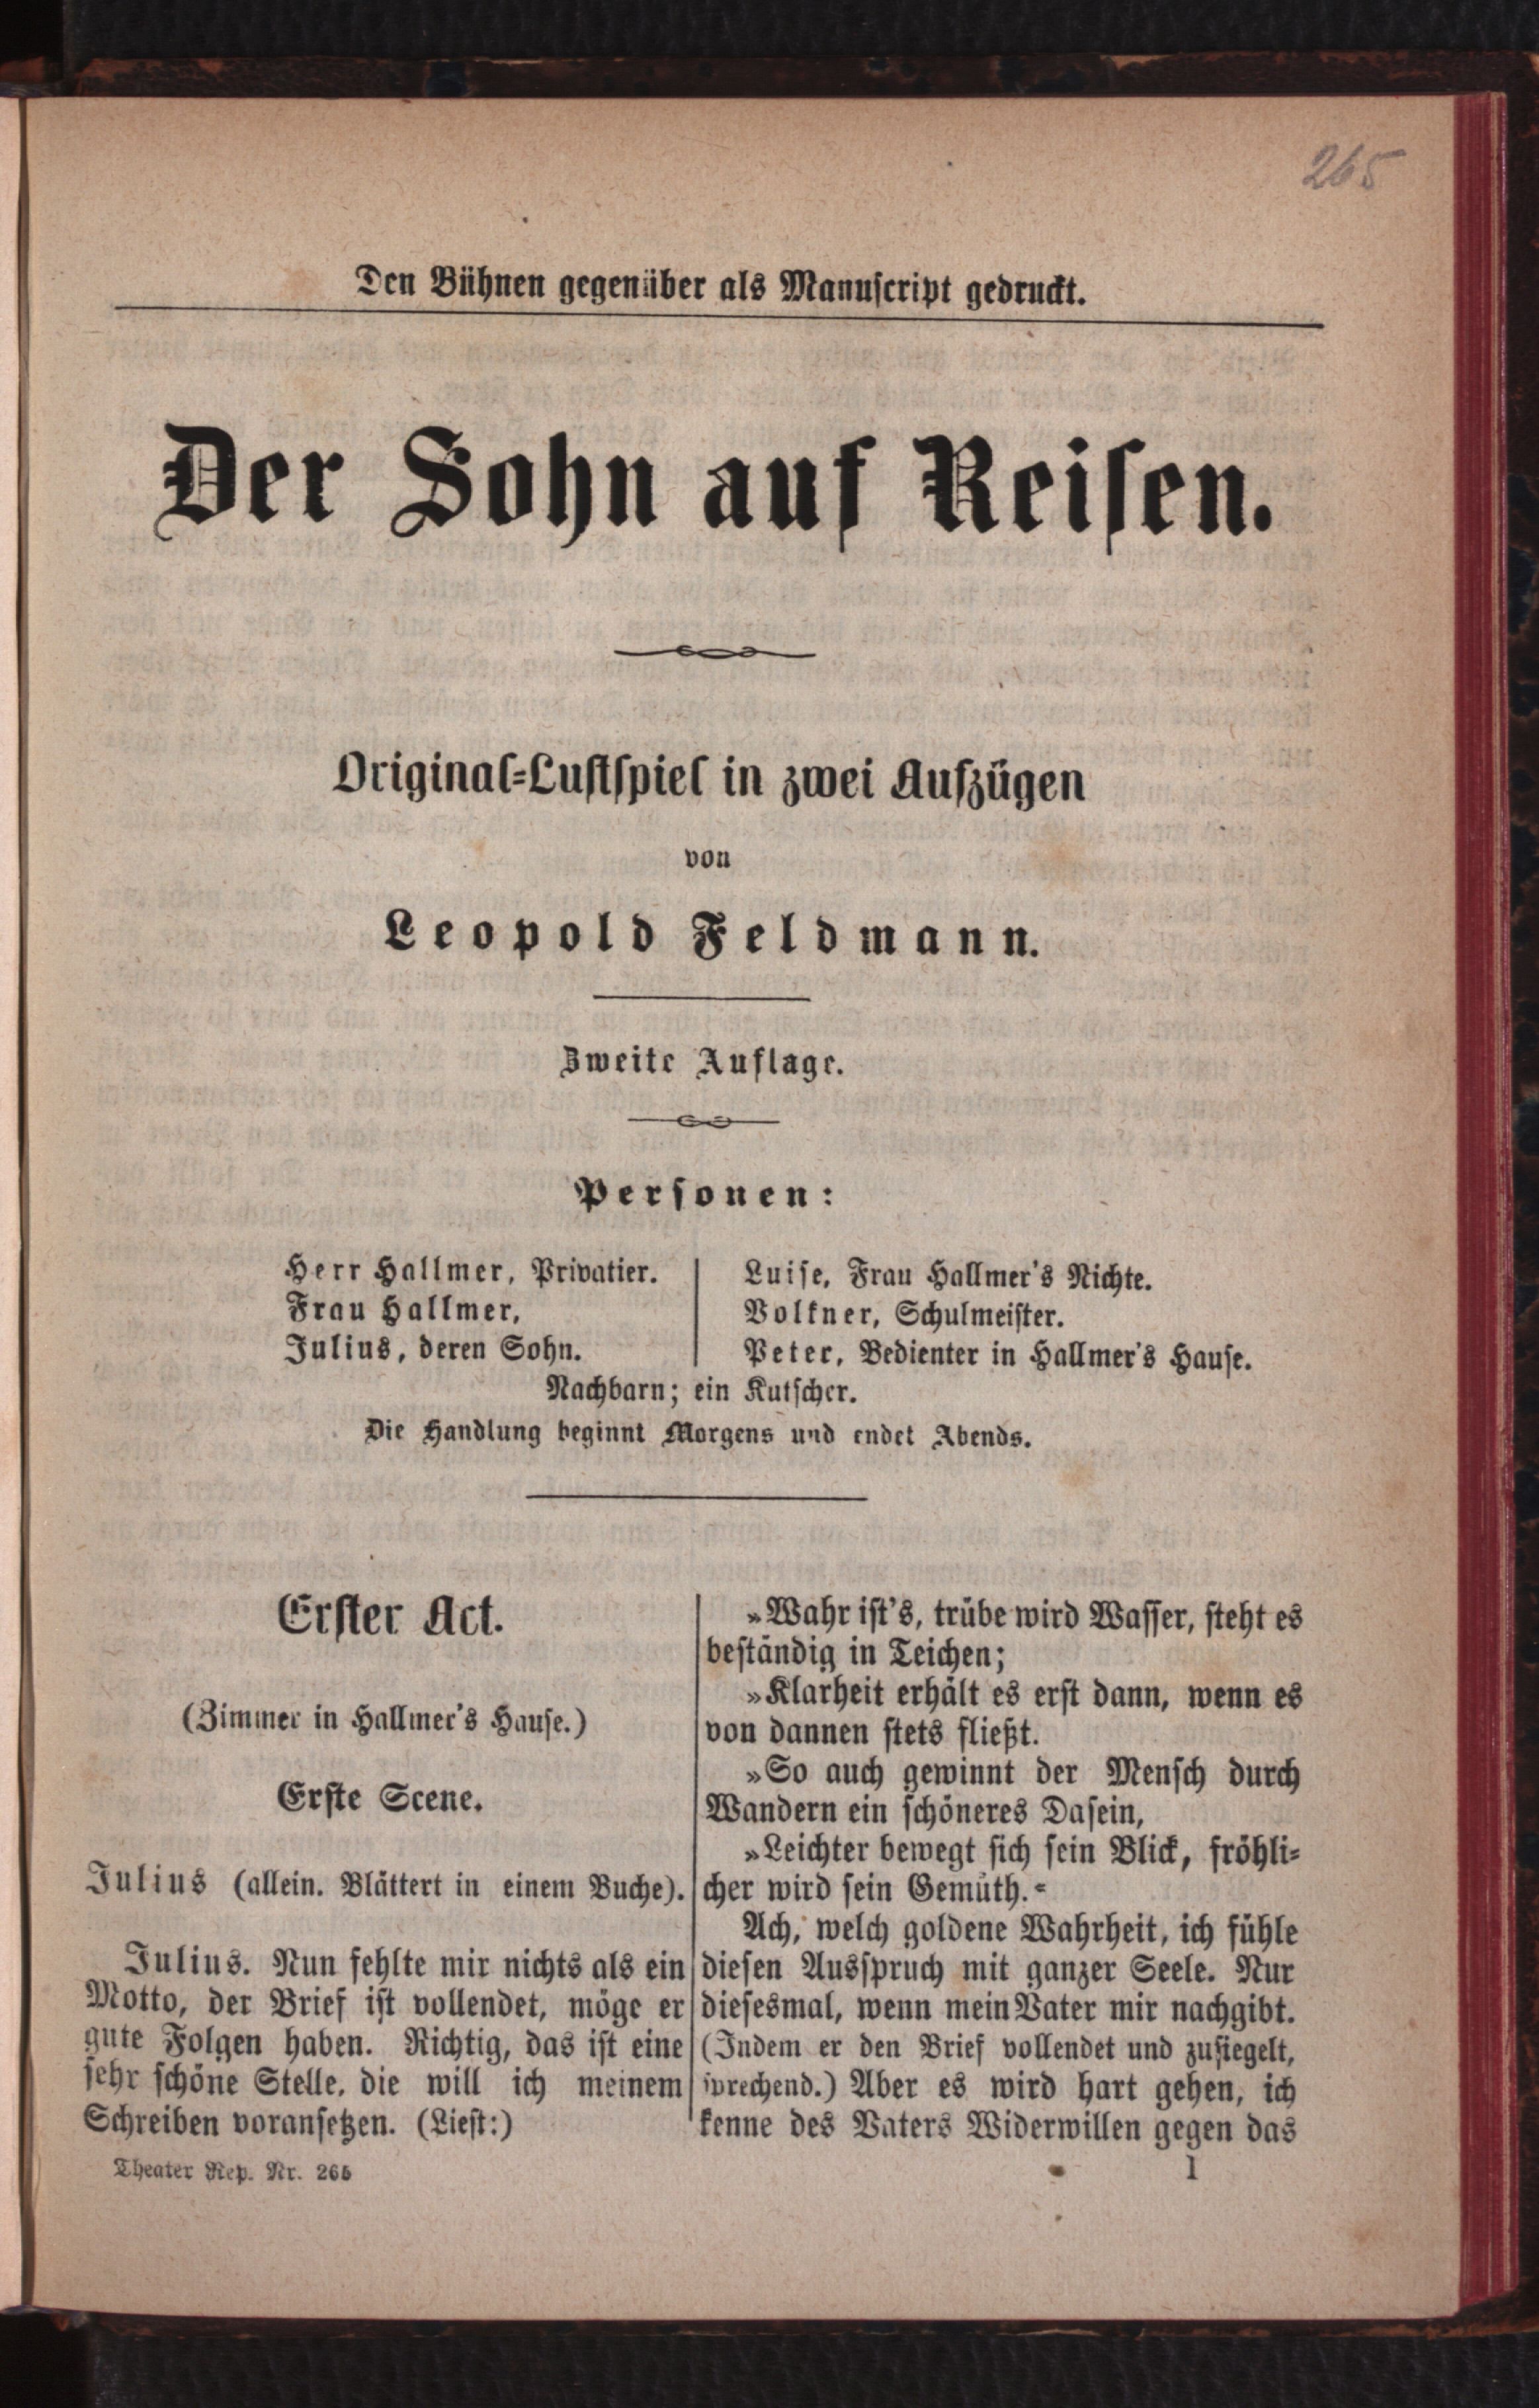 265
Den Bühnen gegenüber als Manuscript gedruckt.
Der Sohn auf Reisen.
Original-Lustspiel in zwei Aufzügen
von
Leopold Feldmann.
Zweite Auflage.
Personen:
Herr Hallmer, Privatier.
Frau Hallmer,
Julius, deren Sohn.
Luise, Frau Hallmer's Nichte.
Volkner, Schulmeister.
Peter, Bedienter in Hallmer's Hause.
Nachbarn; ein Kutscher.
Die Handlung beginnt Morgens und endet Abends.
Erster Act.
(Zimmer in Hallmer's Hause.)
Erste Scene.
Julius (allein. Blättert in einem Buche).
Julius. Nun fehlte mir nichts als ein
Motto, der Brief ist vollendet, möge er
gute Folgen haben. Richtig, das ist eine
sehr schöne Stelle, die will ich meinem
Schreiben voransetzen. (Liest:)
»Wahr ist's, trübe wird Wasser, steht es
beständig in Teichen;
»Klarheit erhält es erst dann, wenn es
von dannen stets fließt.
»So auch gewinnt der Mensch durch
Wandern ein schöneres Dasein,
»Leichter bewegt sich sein Blick, fröhli-
cher wird sein Gemüth.«
Ach, welch goldene Wahrheit, ich fühle
diesen Ausspruch mit ganzer Seele. Nur
diesesmal, wenn mein Vater mir nachgibt.
(Indem er den Brief vollendet und zusiegelt,
sprechend.) Aber es wird hart gehen, ich
kenne des Vaters Widerwillen gegen das
Theater Rep. Nr. 265
1